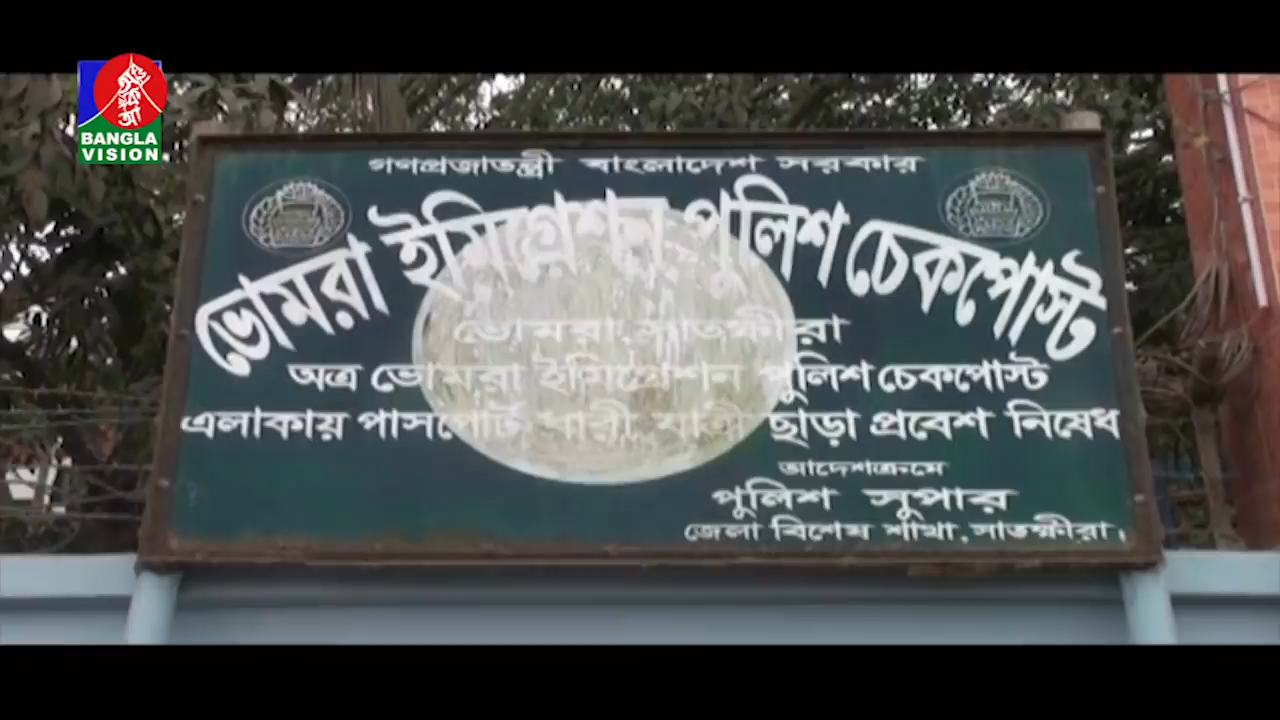 বাংলাভিশন
BANGLA
VISION
গণপ্রজাতন্ত্রী বাংলাদেশ সরকার
ভোমরা ইমিগ্রেশন পুলিশ চেকপোস্ট
ভোমরা, সাতক্ষীরা
অত্র ভোমরা ইমিগ্রেশন পুলিশ চেকপোস্ট
এলাকায় পাসপোর্ট ধারী যাত্রী ছাড়া প্রবেশ নিষেধ
আদেশক্রমে
পুলিশ সুপার
জেলা বিশেষ শাখা, সাতক্ষীরা।